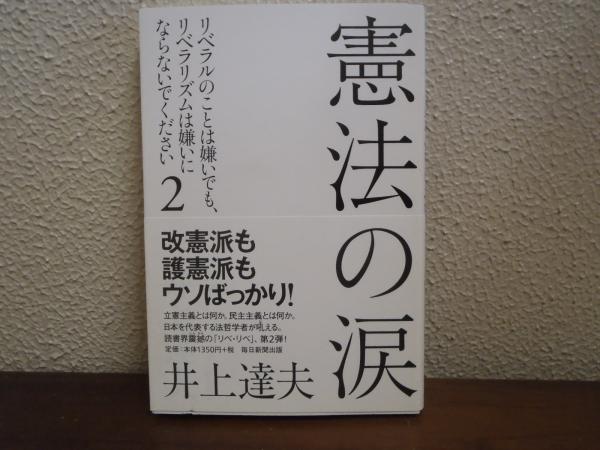 憲法の涙
リベラルのことは嫌いでも、
リベラリズムは嫌いに
ならないでください
2
改憲派も
護憲派も
ウソばっかり!
立憲主義とは何か。民主主義とは何か。
日本を代表する法哲学者が吼える。
読書界震撼の「リベ・リベ」、第2弾!
定価:本体1350円+税 毎日新聞出版
井上達夫